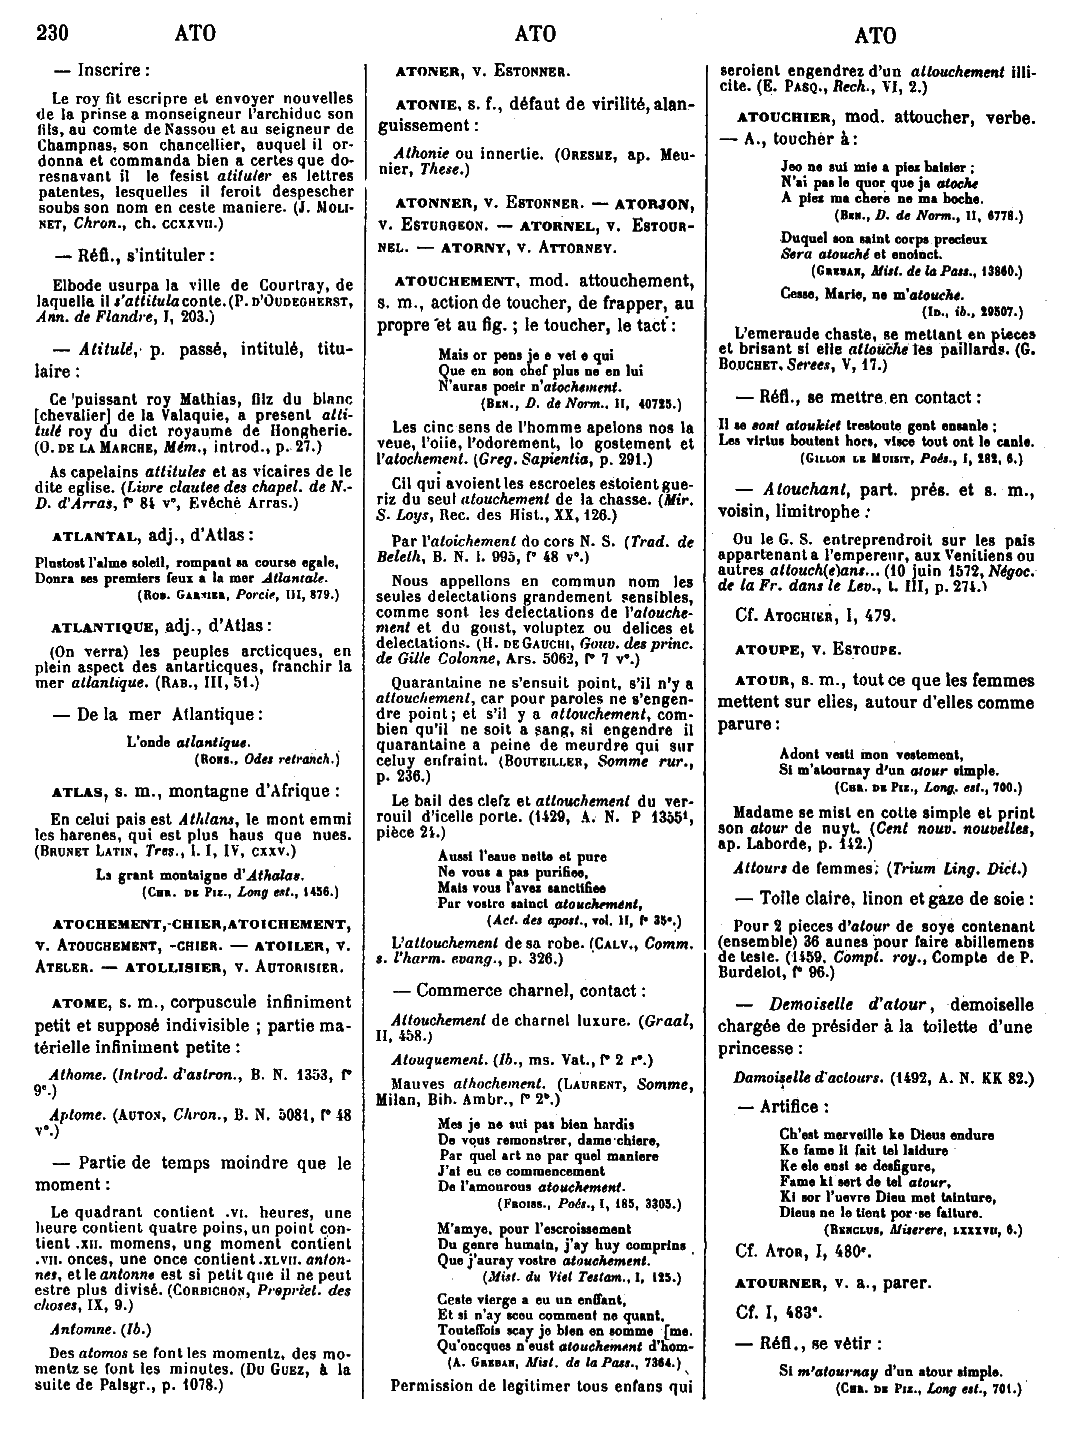 230 ATO ATO ATO
— Inscrire :
Le roy fit escripre et envoyer nouvelles
de la prinse a monseigneur l'archiduc son
fils, au comte de Nassou et au seigneur de
Champnas, son chancellier, auquel il or-
donna et commanda bien a certes que do-
resnavant il le fesist atituler es lettres
patentes, lesquelles il feroit despescher
soubs son nom en ceste maniere. (J. MOLI-
NET, Chron., ch. CCXXVII.)
— Réfl., s'intituler :
Elbode usurpa la ville de Courtray, de
laquelle il s'attitula conte. (P. D'OUDEGHERST,
Ann. de Flandre, I, 203.)
— Atitulé, p. passé, intitulé, titu-
laire :
Ce puissant roy Mathias, filz du blanc
[chevalier] de la Valaquie, a present atti-
tulé roy du dict royaume de Hongherie.
(O. DE LA MARCHE, Mém., introd., p. 27.)
As capelains attitules et as vicaires de le
dite eglise. (Livre clautee des chapel. de N.-
D. d'Arras, f° 84 v°, Evêché Arras.)
ATLANTAL, adj., d'Atlas :
Plustost l'alme soleil, rompant sa course egale,
Donra ses premiers feux a la mer Atlantale.
(ROB. GARNIER, Porcie, III, 879.)
ATLANTIQUE, adj., d'Atlas :
(On verra) les peuples arcticques, en
plein aspect des antarticques, franchir la
mer atlantique. (RAB., III, 51.)
— De la mer Atlantique :
L'onde atlantique.
(RONS., Odes retranch.)
ATLAS, s. m., montagne d'Afrique :
En celui pais est Athlans, le mont emmi
les harenes, qui est plus haus que nues.
(BRUNET LATIN, Tres., l. I, IV, CXXV.)
La grant montaigne d'Athalas.
(CHR. DE PIZ., Long est., 1456.)
ATOCHEMENT, -CHIER, ATOICHEMENT,
V. ATOUCHEMENT, -CHIER. — ATOILER, V.
ATELER. — ATOLLISIER, V. AUTORISIER.
ATOME, s. m., corpuscule infiniment
petit et supposé indivisible ; partie ma-
térielle infiniment petite :
Athome. (Introd. d'astron., B. N. 1353, f°
9ᶜ.)
Aptome. (AUTON, Chron., B. N. 5081, f° 48
v°.)
— Partie de temps moindre que le
moment :
Le quadrant contient .VI. heures, une
heure contient quatre poins, un point con-
tient .XII. momens, ung moment contient
.VII. onces, une once contient .XLVII. anton-
nes, et le antonne est si petit que il ne peut
estre plus divisé. (CORBICHON, Propriet. des
choses, IX, 9.)
Antomne. (Ib.)
Des atomos se font les momentz, des mo-
mentz se font les minutes. (DU GUEZ, à la
suite de Palsgr., p. 1078.)
ATONER, V. ESTONNER.
ATONIE, s. f., défaut de virilité, alan-
guissement :
Athonie ou innertie. (ORESME, ap. Meu-
nier, These.)
ATONNER, V. ESTONNER. — ATORJON,
V. ESTURGEON. — ATORNEL, V. ESTOUR-
NEL. — ATORNY, V. ATTORNEY.
ATOUCHEMENT, mod. attouchement,
s. m., action de toucher, de frapper, au
propre et au fig. ; le toucher, le tact :
Mais or pens je e vei e qui
Que en son chef plus ne en lui
N'auras poeir n'atochement.
(BEN., D. de Norm., II, 40725.)
Les cinc sens de l'homme apelons nos la
veue, l'oiie, l'odorement, lo gostement et
l'atochement. (Greg. Sapientia, p. 291.)
Cil qui avoient les escroeles estoient gue-
riz du seul atouchement de la chasse. (Mir.
S. Loys, Rec. des Hist., XX, 126.)
Par l'atoichement do cors N. S. (Trad. de
Beleth, B. N. l. 995, f° 48 v°.)
Nous appellons en commun nom les
seules delectations grandement sensibles,
comme sont les delectations de l'atouche-
ment et du goust, voluptez ou delices et
delectations. (H. DE GAUCHI, Gouv. des princ.
de Gille Colonne, Ars. 5062, f° 7 v°.)
Quarantaine ne s'ensuit point, s'il n'y a
attouchement, car pour paroles ne s'engen-
dre point ; et s'il y a attouchement, com-
bien qu'il ne soit a sang, si engendre il
quarantaine a peine de meurdre qui sur
celuy enfraint. (BOUTEILLER, Somme rur.,
p. 236.)
Le bail des clefz et attouchement du ver-
rouil d'icelle porte. (1429, A. N. P 1355¹,
pièce 24.)
Aussi l'eaue nette et pure
Ne vous a pas purifiee,
Mais vous l'avez sanctifiee
Par vostre sainct atouchement,
(Act. des apost., vol. II, f° 35ᵃ.)
L'attouchement de sa robe. (CALV., Comm.
s. l'harm. evang., p. 326.)
— Commerce charnel, contact :
Attouchement de charnel luxure. (Graal,
II, 458.)
Atouquement. (Ib., ms. Vat., f° 2 r°.)
Mauves athochement. (LAURENT, Somme,
Milan, Bib. Ambr., f° 2ᵃ.)
Mes je ne sui pas bien hardis
De vous remonstrer, dame chiere,
Par quel art ne par quel maniere
J'ai eu ce commencement
De l'amourous atouchement.
(FROISS., Poés., I, 185, 3305.)
M'amye, pour l'escroissement
Du genre humain, j'ay huy comprins
Que j'auray vostre atouchement.
(Mist. du Viel Testam., I, 125.)
Ceste vierge a eu un enffant,
Et si n'ay sceu comment ne quant,
Touteffois scay je bien en somme [me.
Qu'oncques n'eust atouchement d'hom-
(A. GREBAN, Mist. de la Pass., 7364.)
Permission de legitimer tous enfans qui
seroient engendrez d'un attouchement illi-
cite. (E. PASQ., Rech., VI, 2.)
ATOUCHIER, mod. attoucher, verbe.
— A., toucher à :
Jeo ne sui mie a piez baisier ;
N'ai pas le quor que ja atoche
A piez ma chere ne ma boche.
(BEN., D. de Norm., II, 6778.)
Duquel son saint corps precieux
Sera atouché et enoinct.
(GREBAN, Mist. de la Pass., 13860.)
Cesse, Marie, ne m'atouche.
(ID., ib., 29507.)
L'emeraude chaste, se mettant en pieces
et brisant si elle attouche les paillards. (G.
BOUCHET, Serees, V, 17.)
— Réfl., se mettre en contact :
Il se sont atoukiet trestoute gent ensanle ;
Les virtus boutent hors, visce tout ont le canle.
(GILLON LE MUISIT, Poés., I, 282, 6.)
— Atouchant, part. prés. et s. m.,
voisin, limitrophe :
Ou le G. S. entreprendroit sur les païs
appartenant a l'empereur, aux Venitiens ou
autres attouch(e)ans... (10 juin 1572, Négoc.
de la Fr. dans le Lev., t. III, p. 274.)
Cf. ATOCHIER, I, 479.
ATOUPE, V. ESTOUPE.
ATOUR, s. m., tout ce que les femmes
mettent sur elles, autour d'elles comme
parure :
Adont vesti mon vestement,
Si m'atournay d'un atour simple.
(CHR. DE PIZ., Long. est., 700.)
Madame se mist en cotte simple et print
son atour de nuyt. (Cent nouv. nouvelles,
ap. Laborde, p. 142.)
Attours de femmes. (Trium ling. Dict.)
— Toile claire, linon et gaze de soie :
Pour 2 pieces d'atour de soye contenant
(ensemble) 36 aunes pour faire abillemens
de teste. (1459, Compt. roy., Compte de P.
Burdelot, f° 96.)
— Demoiselle d'atour, demoiselle
chargée de présider à la toilette d'une
princesse :
Damoiselle d'actours. (1492, A. N. KK 82.)
— Artifice :
Ch'est merveille ke Dieus endure
Ke fame li fait tel laidure
Ke ele ensi se desfigure,
Fame ki sert de tel atour,
Ki sor l'uevre Dieu met tainture,
Dieus ne le tient por se faiture.
(RENCLUS, Miserere, LXXXVII, 6.)
Cf. ATOR, I, 480ᶜ.
ATOURNER, v. a., parer.
Cf. I, 483ᵃ.
— Réfl., se vêtir :
Si m'atournay d'un atour simple.
(CHR. DE PIZ., Long est., 701.)